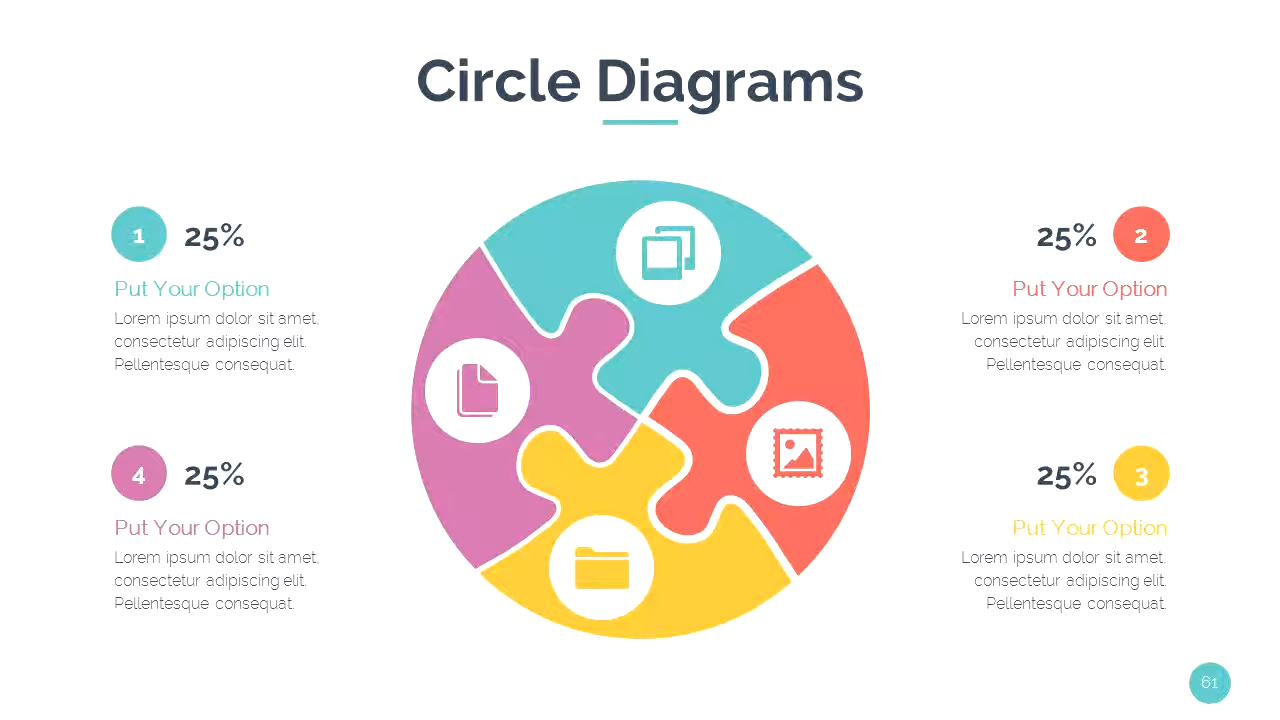 Circle Diagrams
1 25%
Put Your Option
Lorem ipsum dolor sit amet,
consectetur adipiscing elit.
Pellentesque consequat.
25% 2
Put Your Option
Lorem ipsum dolor sit amet,
consectetur adipiscing elit.
Pellentesque consequat.
4 25%
Put Your Option
Lorem ipsum dolor sit amet,
consectetur adipiscing elit.
Pellentesque consequat.
25% 3
Put Your Option
Lorem ipsum dolor sit amet,
consectetur adipiscing elit.
Pellentesque consequat.
61